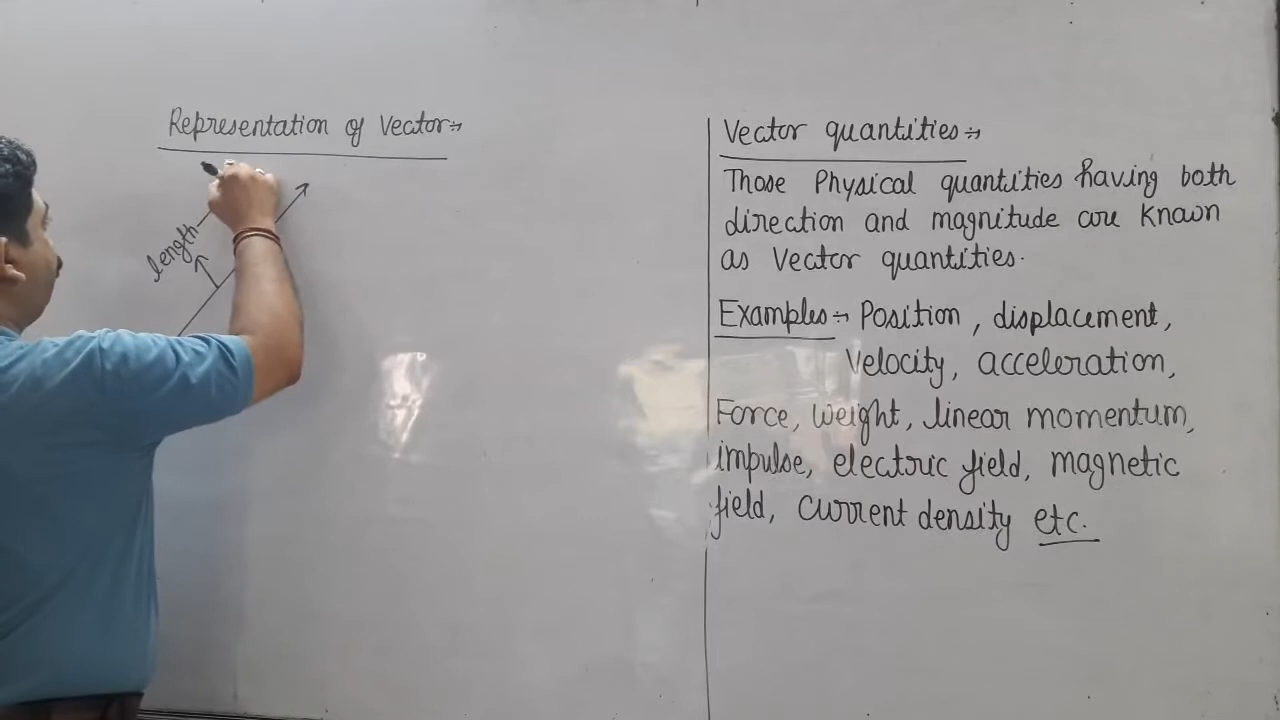 Representation of Vector:→
length
Vector quantities:→
Those Physical quantities having both
direction and magnitude are known
as Vector quantities.
Examples:→ Position, displacement,
Velocity, acceleration,
Force, weight, linear momentum,
impulse, electric field, magnetic
field, current density etc.